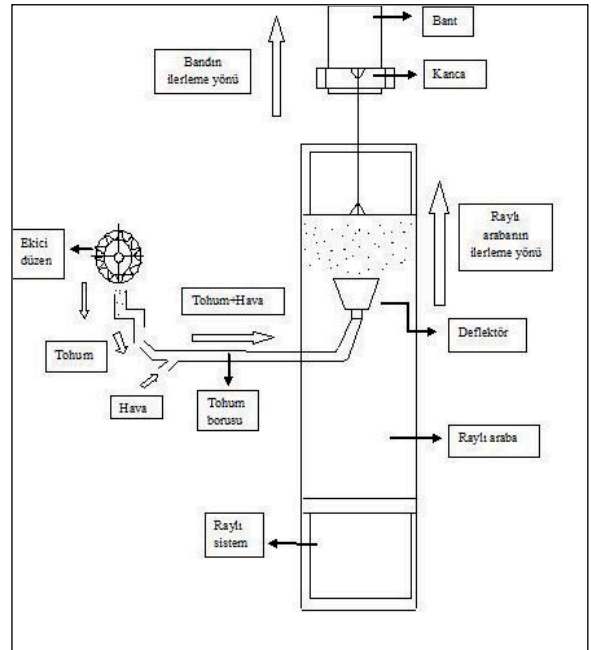 Bant
Bandın
ilerleme yönü
Kanca
Raylı
arabanın
ilerleme yönü
Ekici
düzen
Tohum+Hava
Deflektör
Tohum
Hava
Tohum
borusu
Raylı araba
Raylı
sistem